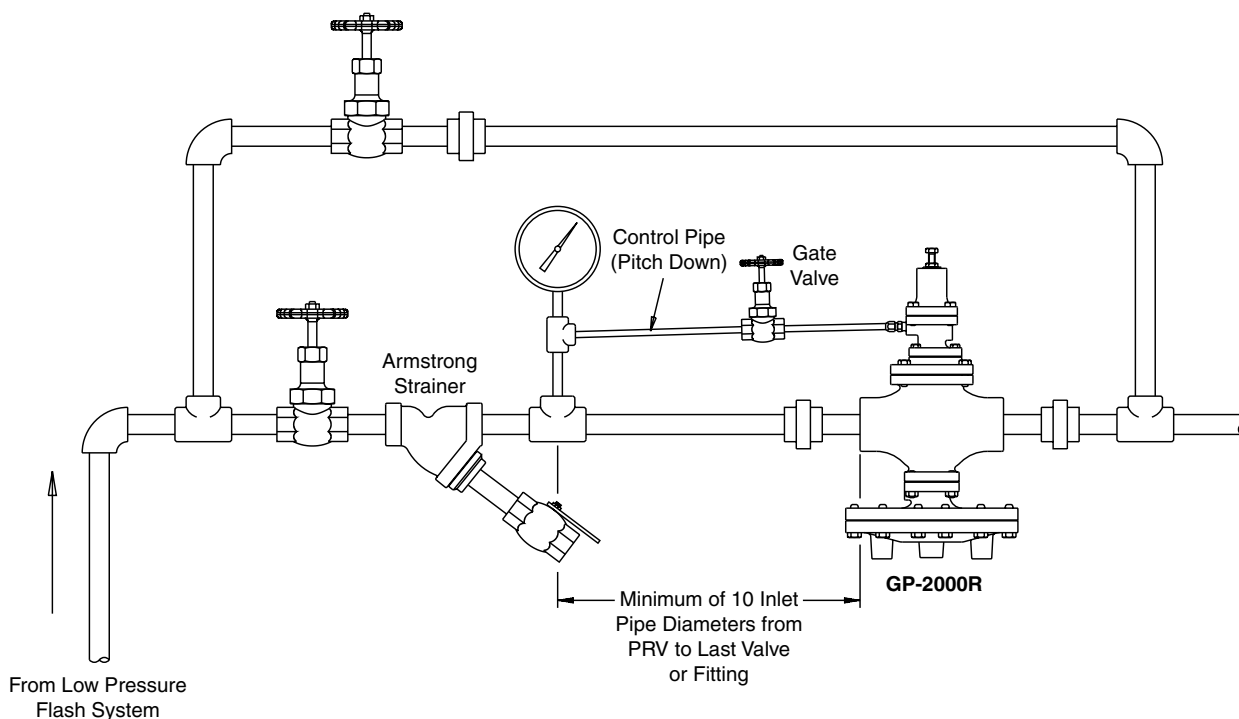 Control Pipe
(Pitch Down)
Gate
Valve
Armstrong
Strainer
GP-2000R
Minimum of 10 Inlet
Pipe Diameters from
PRV to Last Valve
or Fitting
From Low Pressure
Flash System